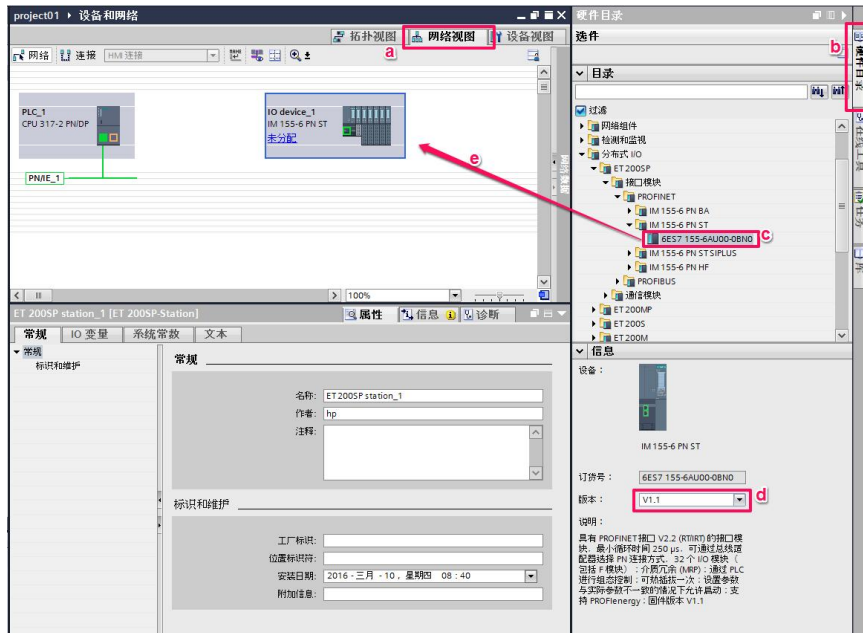 project01 › 设备和网络
拓扑视图
网络视图
设备视图
a
网络
连接
HMI 连接
PLC_1
CPU 317-2 PN/DP
IO device_1
IM 155-6 PN ST
未分配
PN/IE_1
e
100%
ET 200SP station_1 [ET 200SP-Station]
属性
信息
诊断
常规
IO 变量
系统常数
文本
常规
标识和维护
常规
名称: ET 200SP station_1
作者: hp
注释:
标识和维护
工厂标识:
位置标识符:
安装日期: 2016 - 三月 - 10 , 星期四 08 : 40
附加信息:
硬件目录
选件
b
目录
过滤
网络组件
检测和监视
分布式 I/O
ET 200SP
接口模块
PROFINET
IM 155-6 PN BA
IM 155-6 PN ST
6ES7 155-6AU00-0BN0
c
IM 155-6 PN ST SIPLUS
IM 155-6 PN HF
PROFIBUS
通信模块
ET 200MP
ET 200S
ET 200M
信息
设备 :
IM 155-6 PN ST
订货号 : 6ES7 155-6AU00-0BN0
版本 : V1.1
d
说明 :
具有 PROFINET 接口 V2.2 (RT/IRT) 的接口模
块，最小循环时间 250 µs，可通过总线适
配器选择 PN 连接方式，32 个 I/O 模块（
包括 F 模块）；介质冗余 (MRP)；通过 PLC
进行组态控制；可热插拔一次；设置参数
与实际参数不一致的情况下允许启动；支
持 PROFIenergy；固件版本 V1.1
硬件目录
在线工具
任务
库